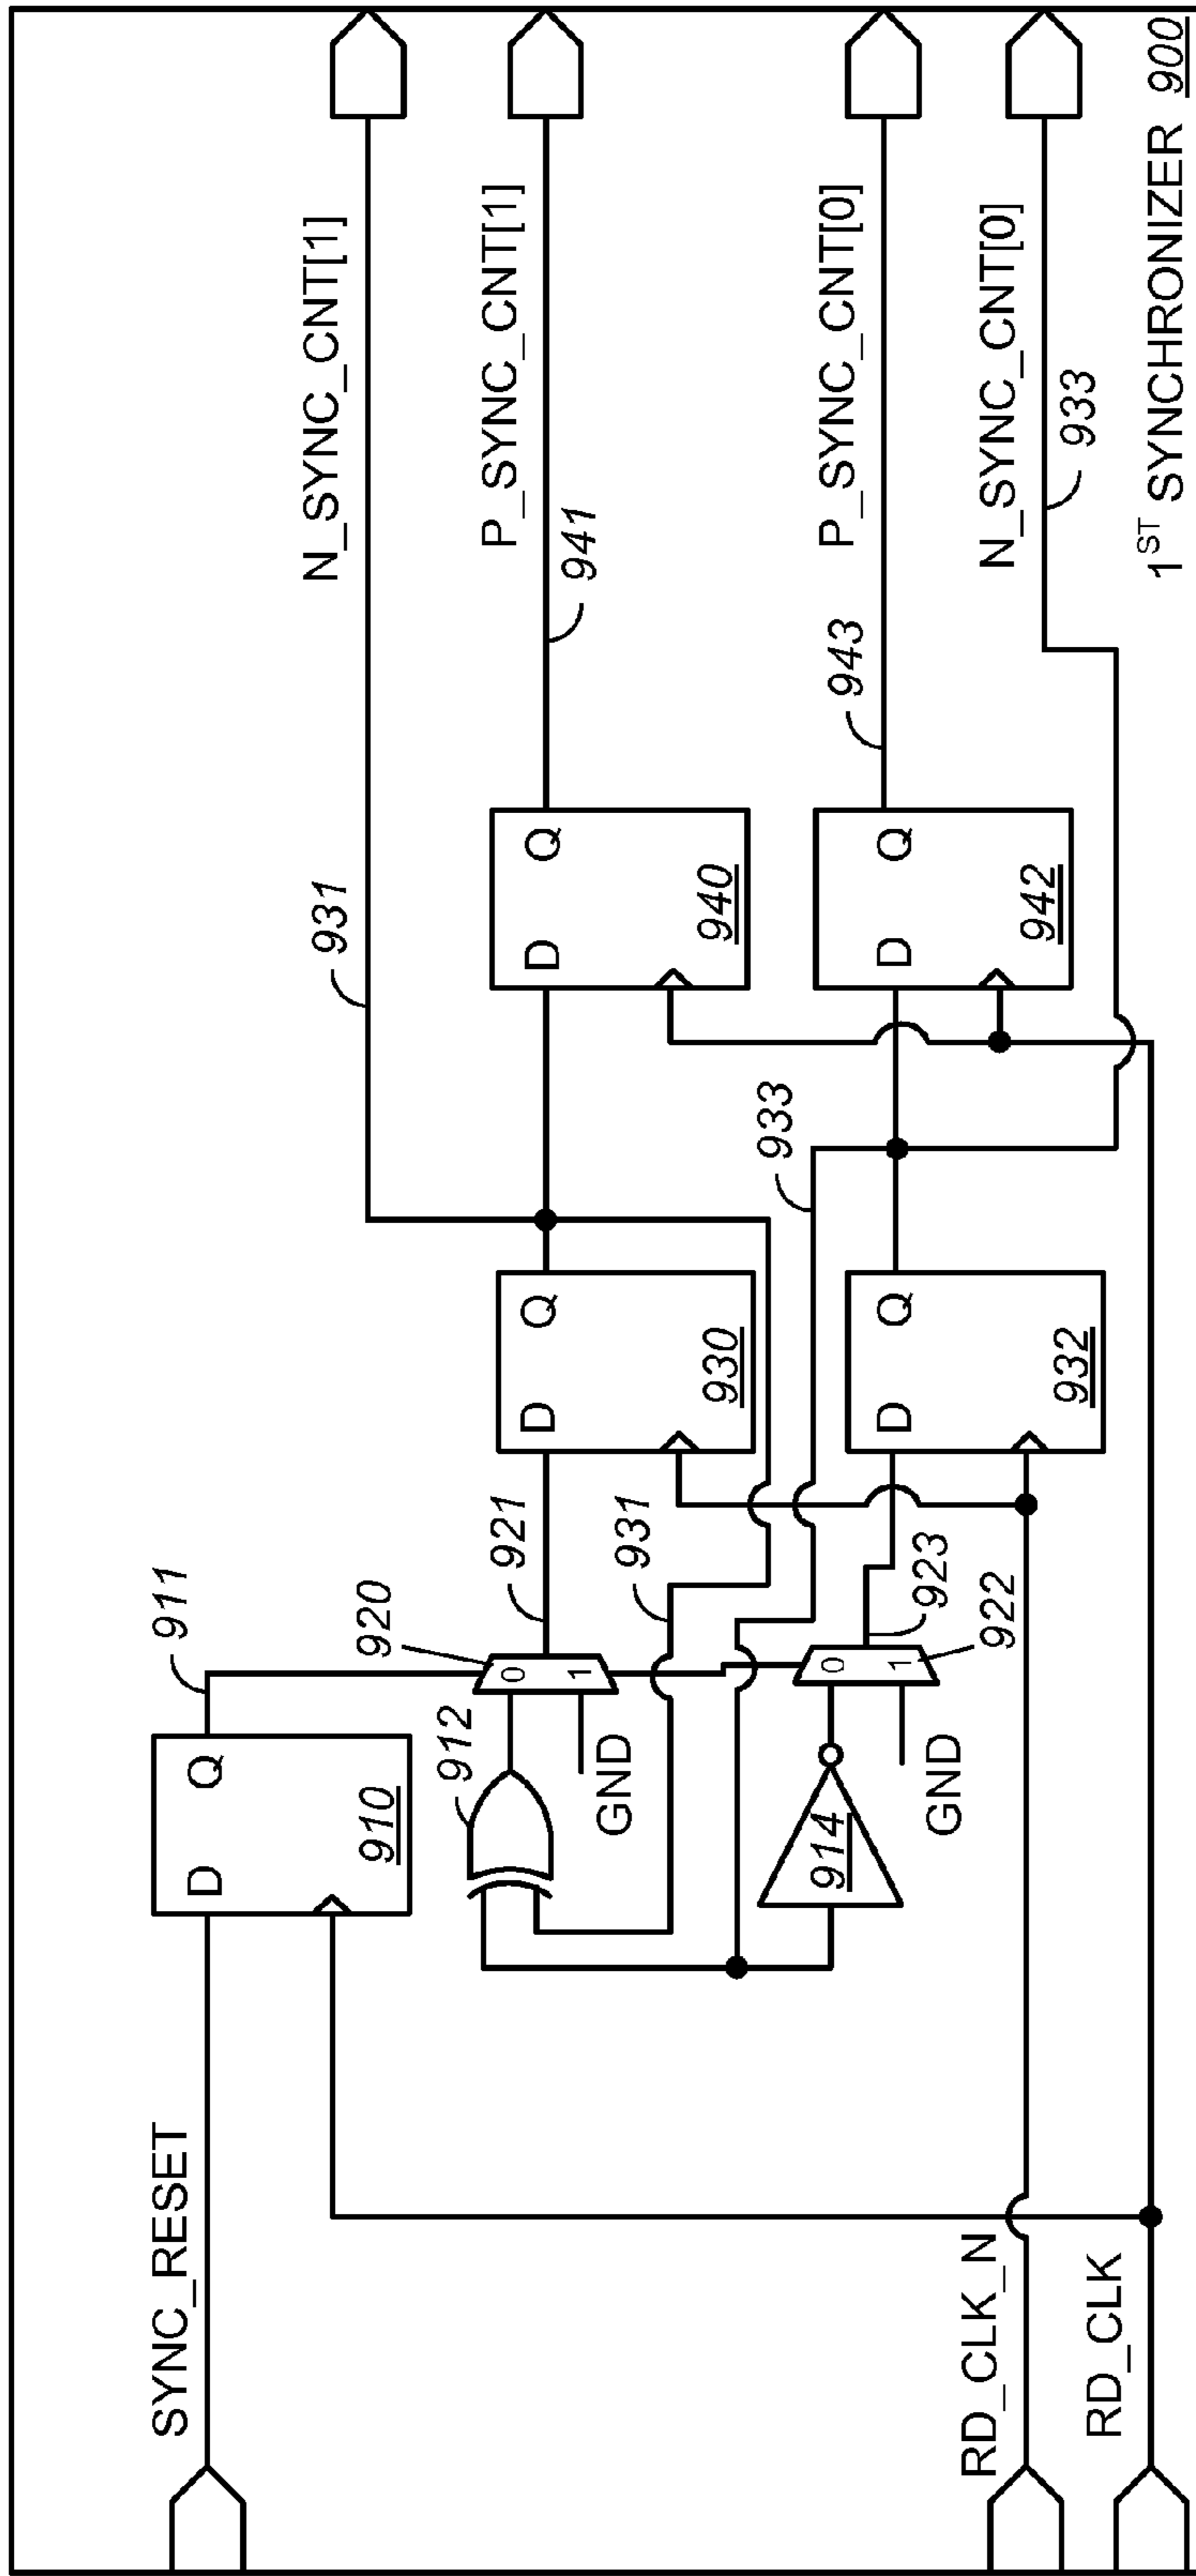 SYNC_RESET
D
Q
910
911
N_SYNC_CNT[1]
931
920
912
0
1
GND
921
D
Q
930
D
Q
940
941
P_SYNC_CNT[1]
931
933
914
0
1
GND
923
922
D
Q
932
D
Q
942
943
P_SYNC_CNT[0]
N_SYNC_CNT[0]
933
RD_CLK_N
RD_CLK
1ST SYNCHRONIZER 900